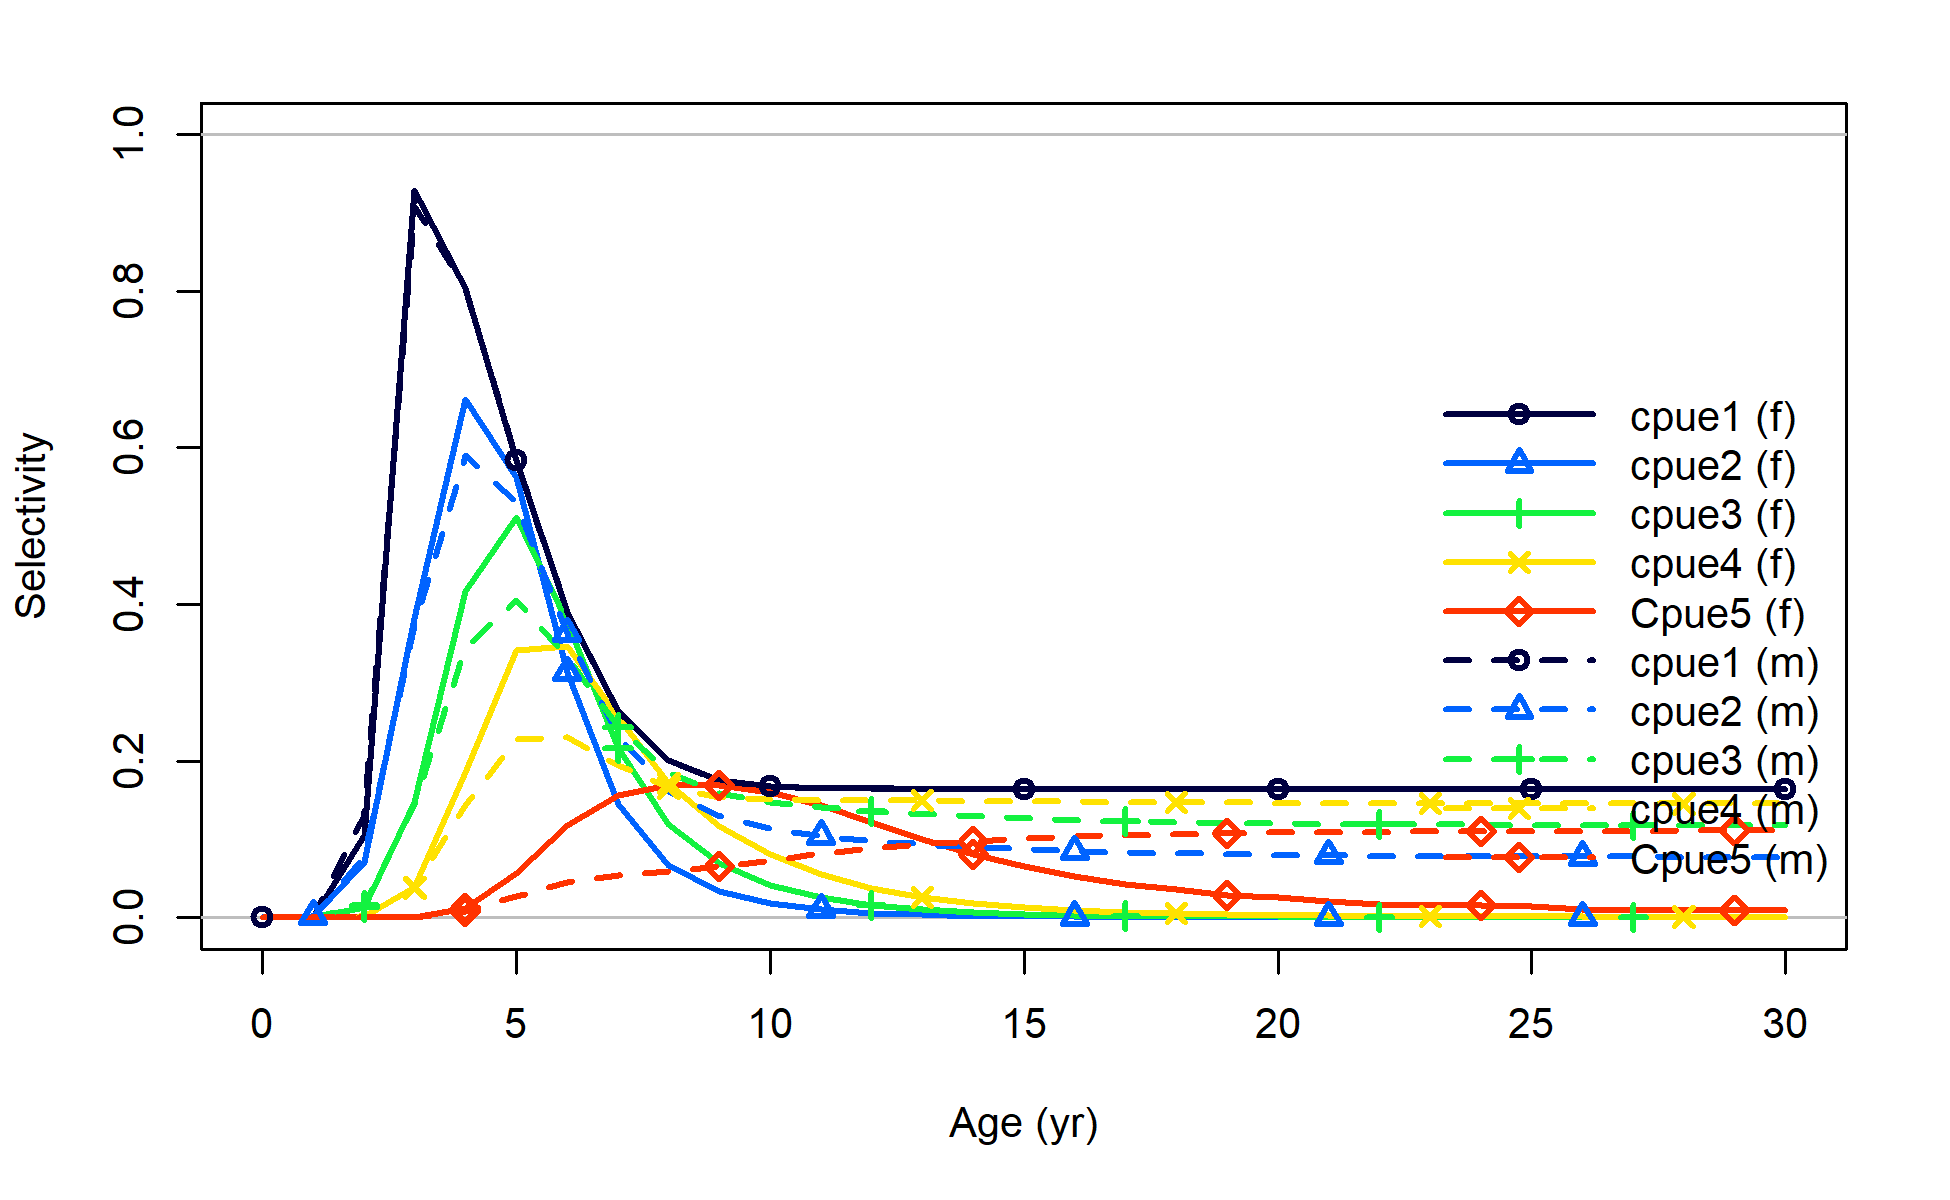 1.0
0.8
0.6
0.4
0.2
0.0
Selectivity
cpue1 (f)
cpue2 (f)
cpue3 (f)
cpue4 (f)
Cpue5 (f)
cpue1 (m)
cpue2 (m)
cpue3 (m)
cpue4 (m)
Cpue5 (m)
0 5 10 15 20 25 30
Age (yr)